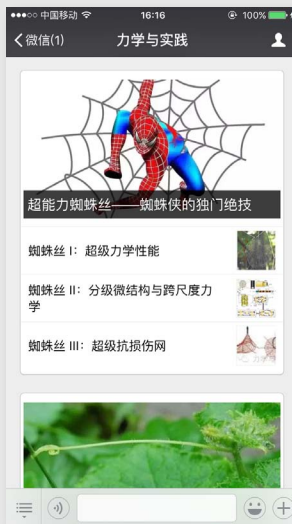 中国移动 16:16 100%
微信(1) 力学与实践
超能力蜘蛛丝——蜘蛛侠的独门绝技
蜘蛛丝 I：超级力学性能
蜘蛛丝 II：分级微结构与跨尺度力
学
蜘蛛丝 III：超级抗损伤网